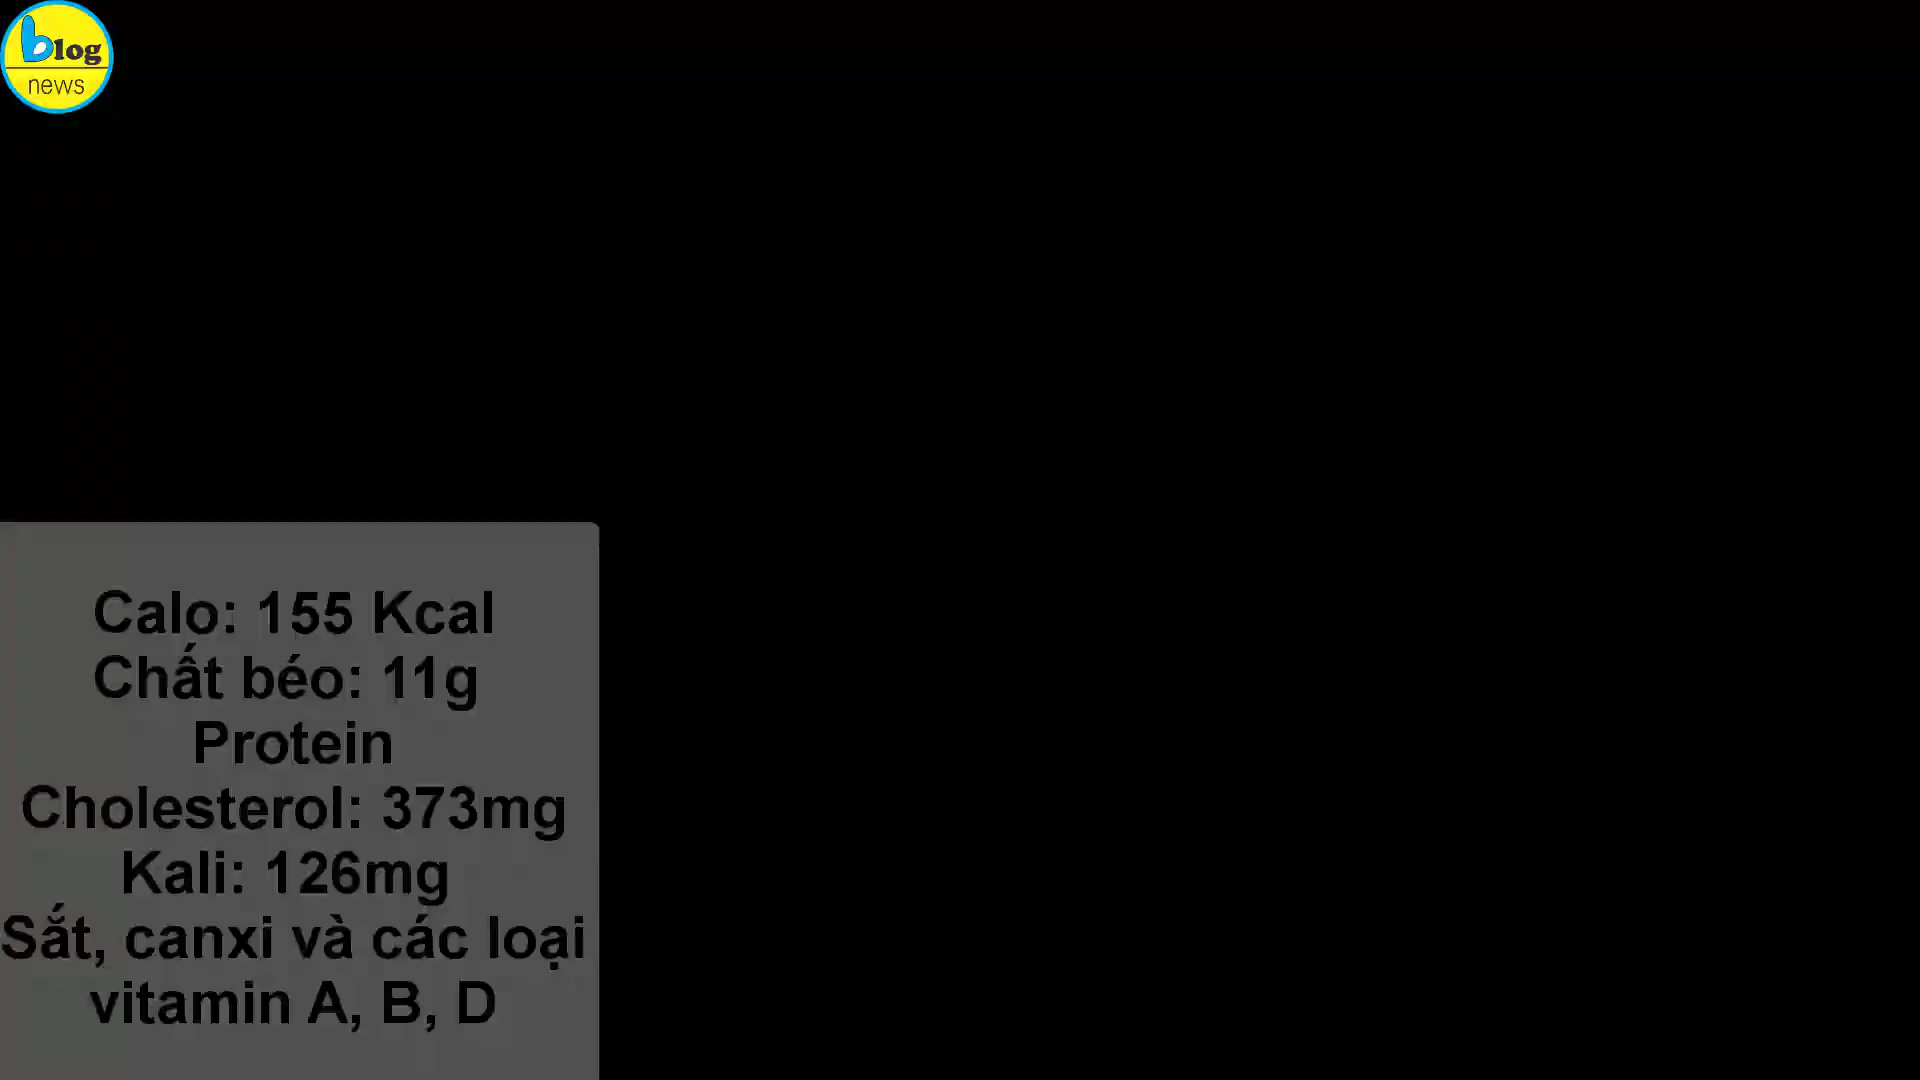 blog
news
Calo: 155 Kcal
Chất béo: 11g
Protein
Cholesterol: 373mg
Kali: 126mg
Sắt, canxi và các loại
vitamin A, B, D